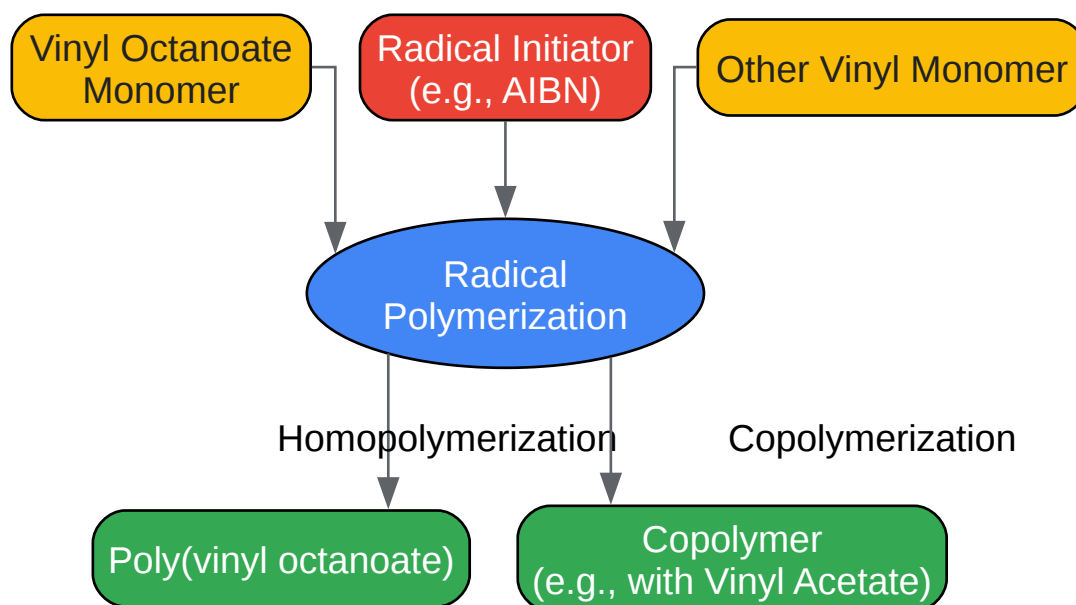 Vinyl Octanoate
Monomer
Radical Initiator
(e.g., AIBN)
Other Vinyl Monomer
Radical
Polymerization
Homopolymerization
Copolymerization
Poly(vinyl octanoate)
Copolymer
(e.g., with Vinyl Acetate)